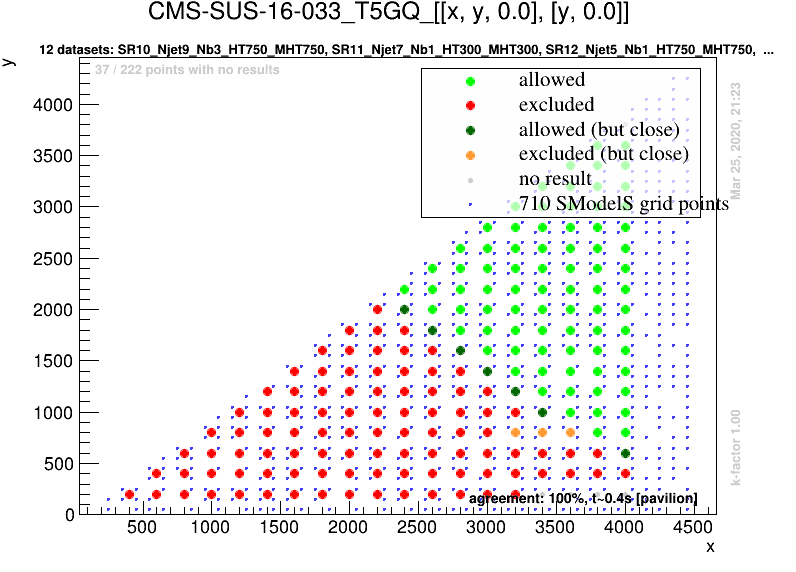 CMS-SUS-16-033_T5GQ_[[x, y, 0.0], [y, 0.0]]
12 datasets: SR10_Njet9_Nb3_HT750_MHT750, SR11_Njet7_Nb1_HT300_MHT300, SR12_Njet5_Nb1_HT750_MHT750, ...
y
37 / 222 points with no results
allowed
excluded
allowed (but close)
excluded (but close)
no result
710 SModelS grid points
Mar 25, 2020, 21:23
4000
3500
3000
2500
2000
1500
1000
500
0
k-factor 1.00
agreement: 100%, t~0.4s [pavilion]
500 1000 1500 2000 2500 3000 3500 4000 4500
x